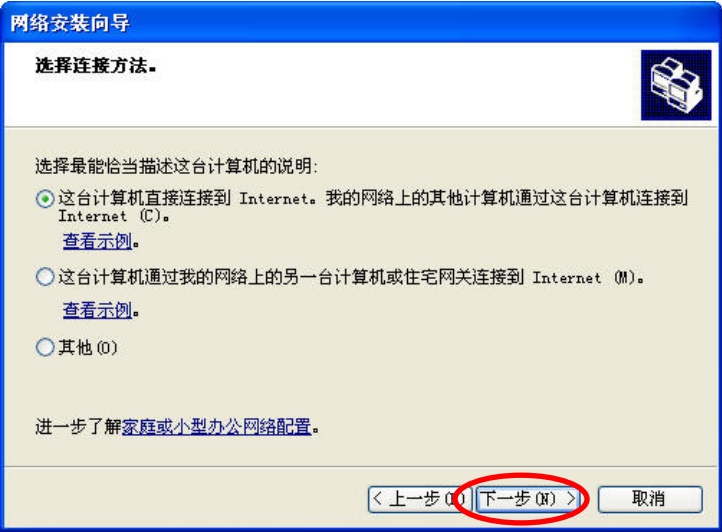 网络安装向导
选择连接方法。
选择最能恰当描述这台计算机的说明:
这台计算机直接连接到 Internet。我的网络上的其他计算机通过这台计算机连接到
Internet (C)。
查看示例。
这台计算机通过我的网络上的另一台计算机或住宅网关连接到 Internet (M)。
查看示例。
其他(O)
进一步了解家庭或小型办公网络配置。
< 上一步 下一步(N) > 取消